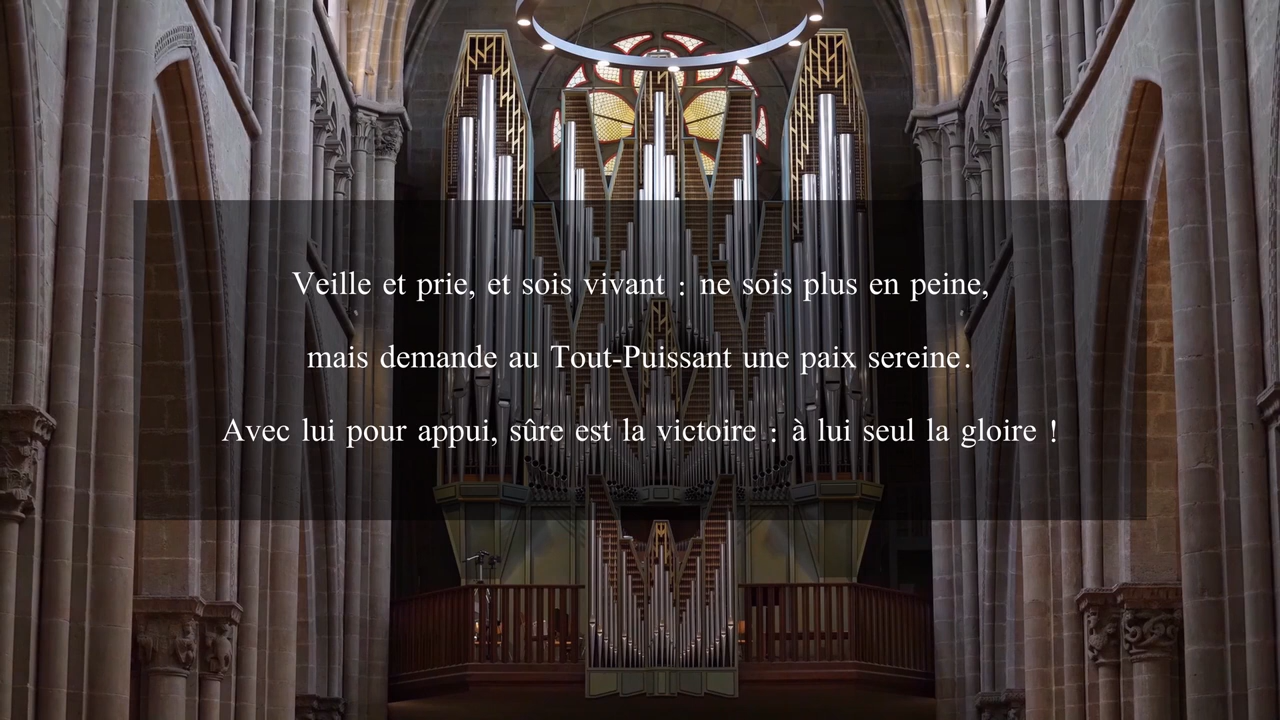 Veille et prie, et sois vivant : ne sois plus en peine,
mais demande au Tout-Puissant une paix sereine.
Avec lui pour appui, sûre est la victoire : à lui seul la gloire !